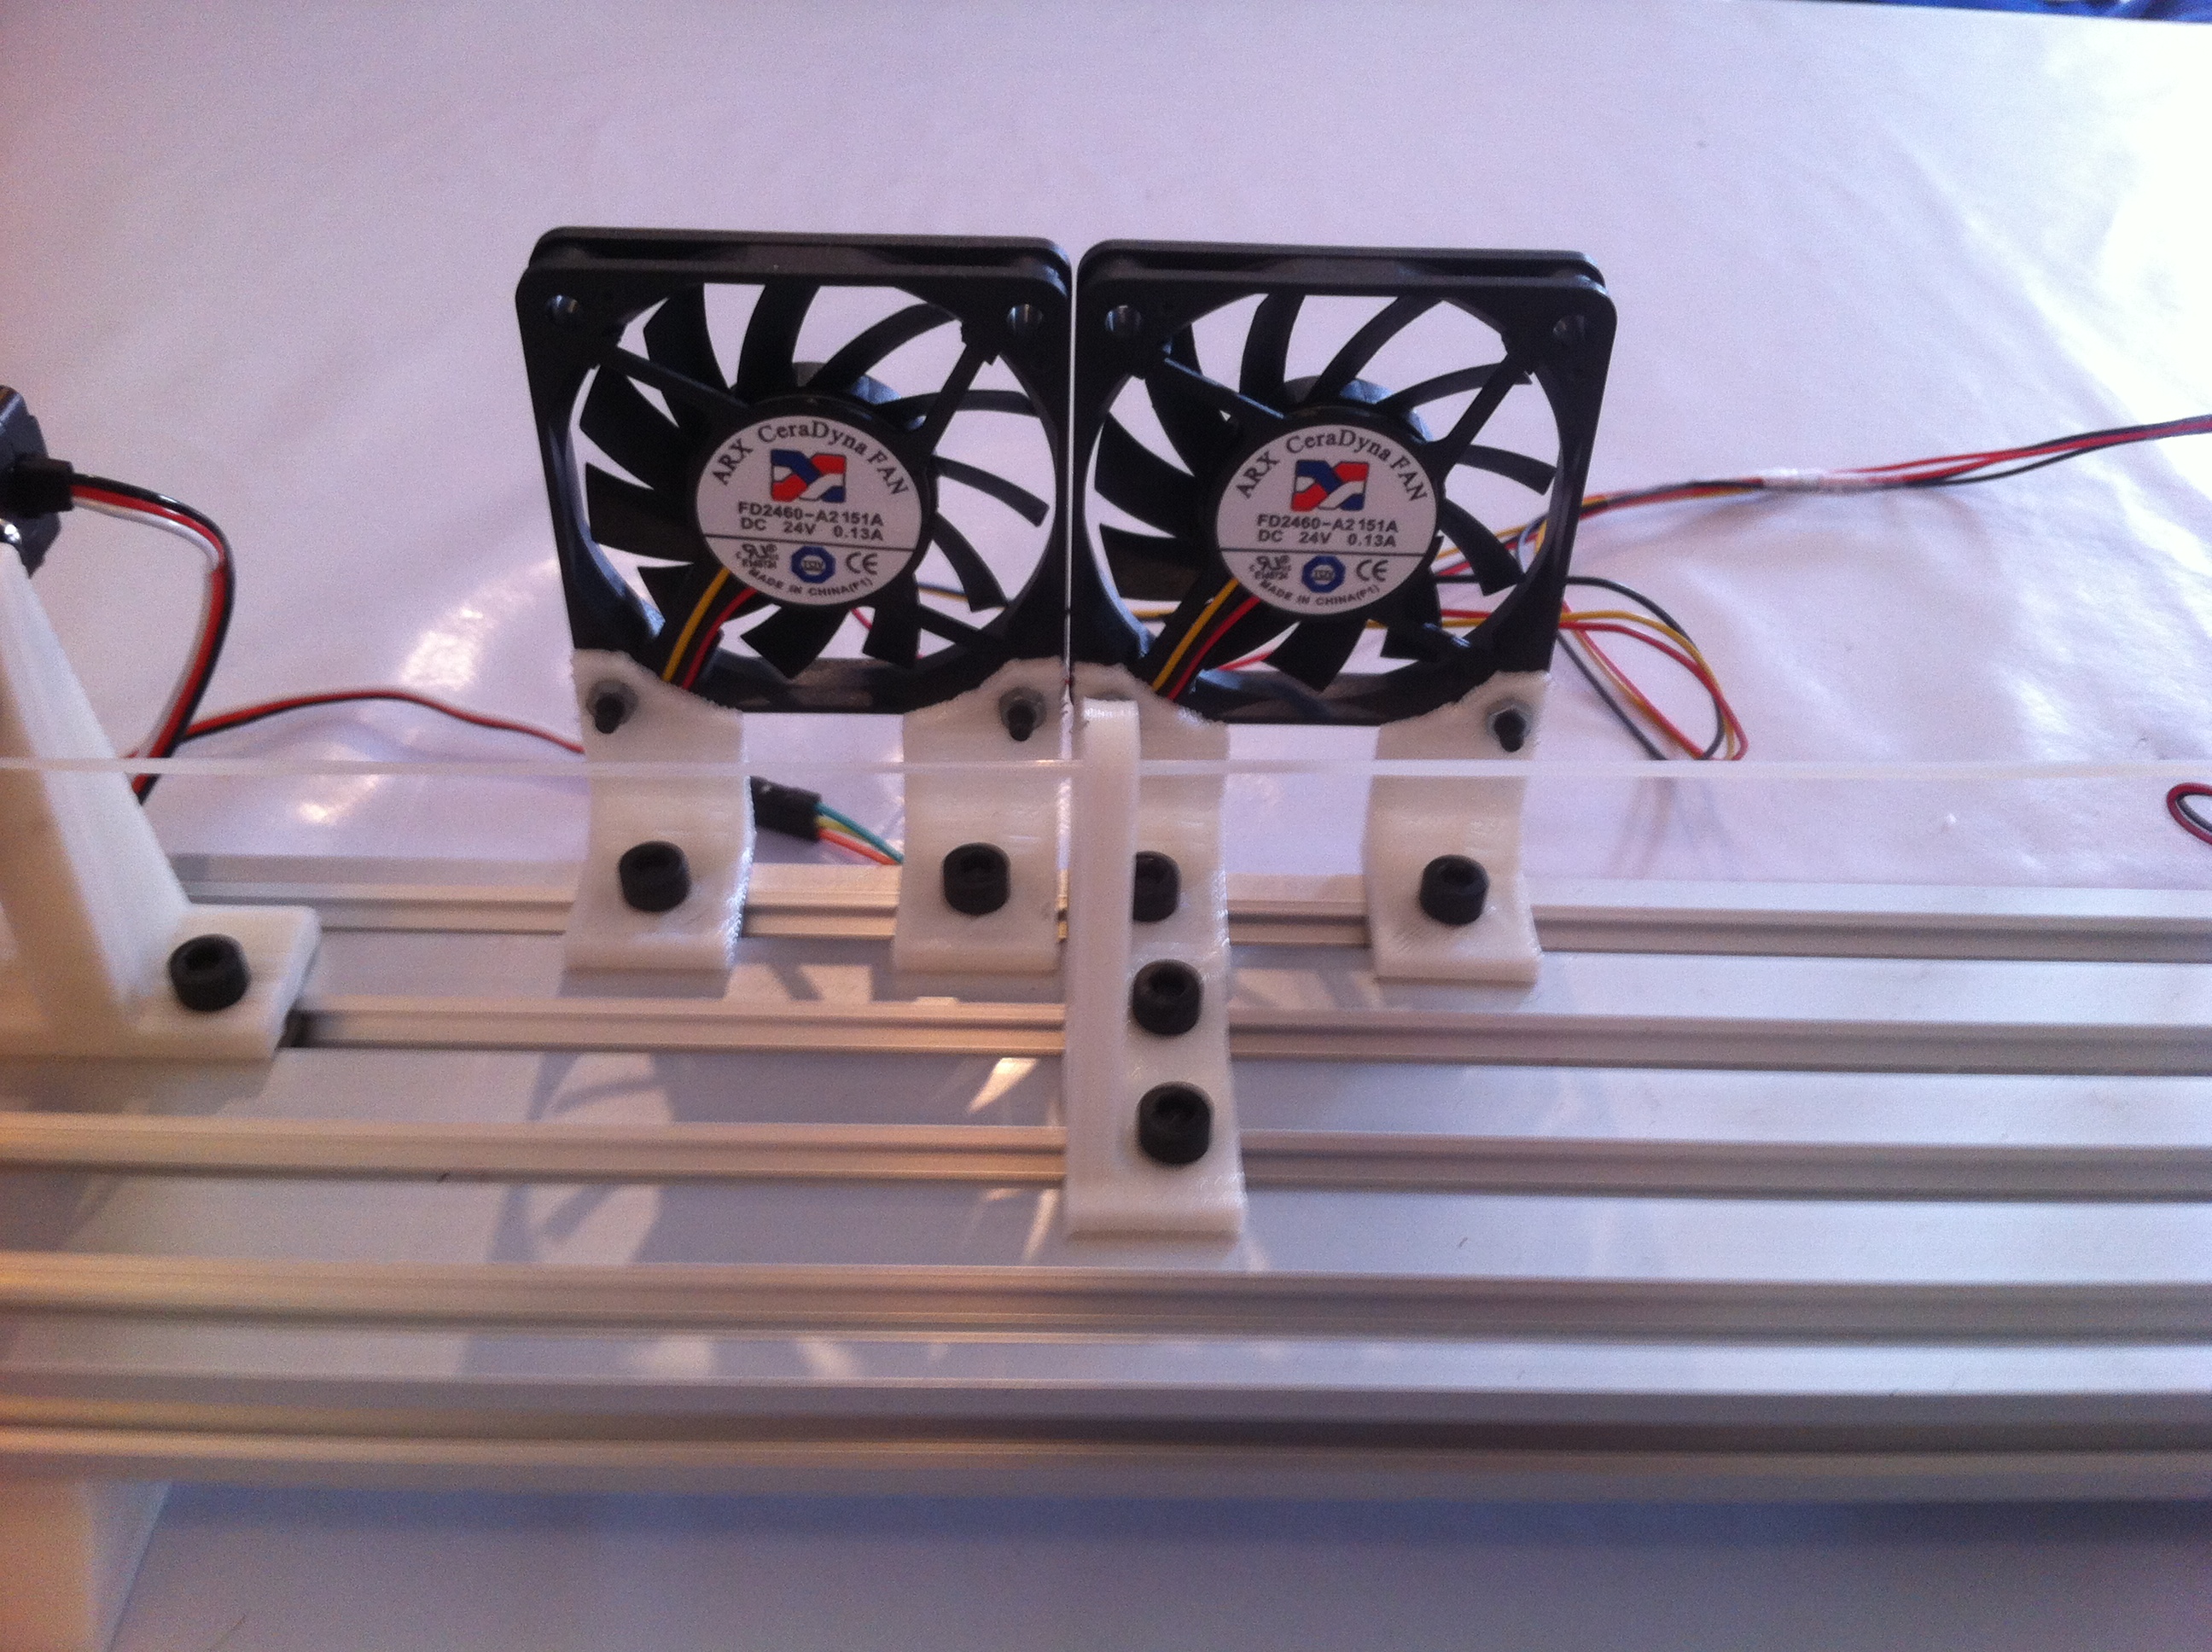 ARX CeraDyna FAN
FD2460-A2151A
DC 24V 0.13A
CE
MADE IN CHINA(P1)
ARX CeraDyna FAN
FD2460-A2151A
DC 24V 0.13A
CE
MADE IN CHINA(P1)